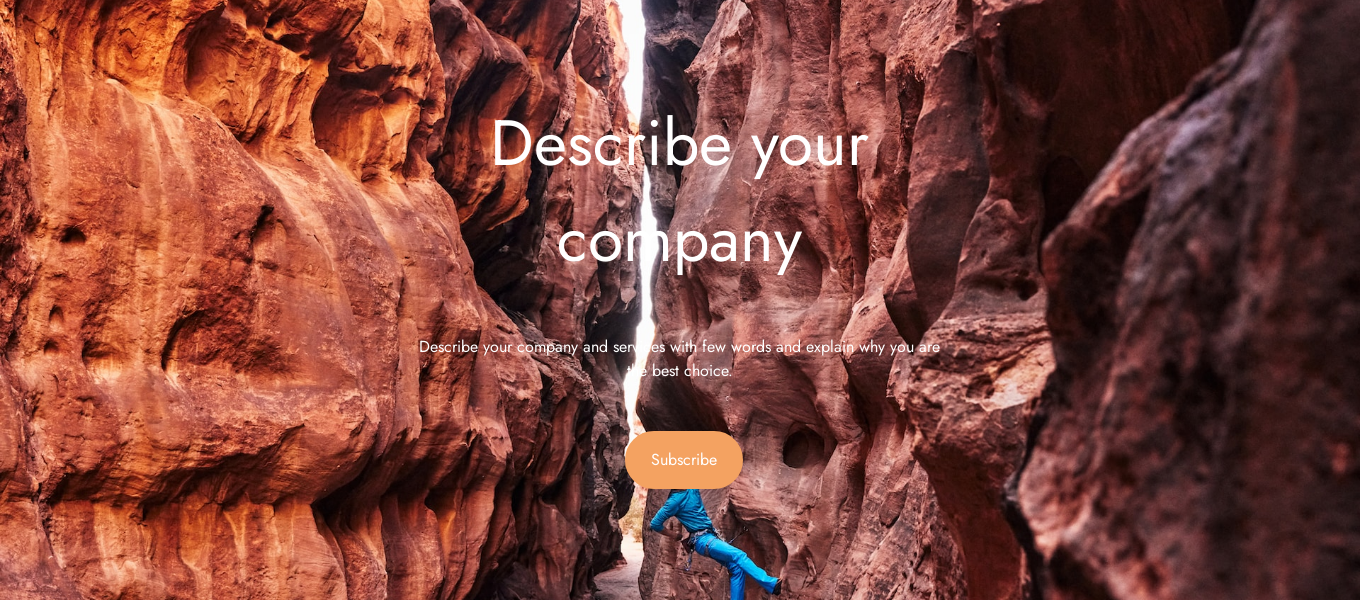 Describe your
company
Describe your company and services with few words and explain why you are
the best choice.
Subscribe